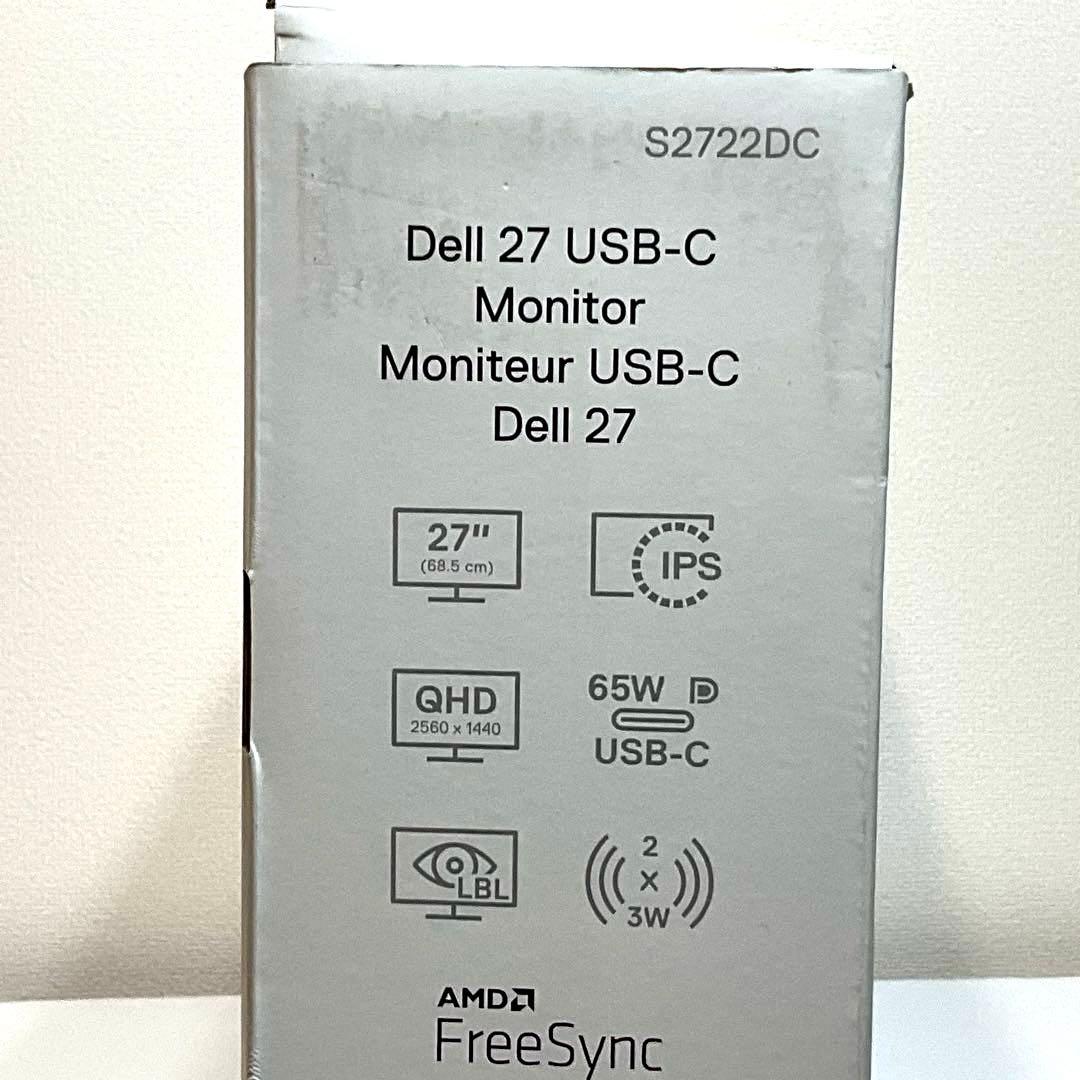 S2722DC
Dell 27 USB-C
Monitor
Moniteur USB-C
Dell 27
27"
(68.5 cm)
IPS
QHD
2560 x 1440
65W
USB-C
LBL
2
x
3W
AMD
FreeSync